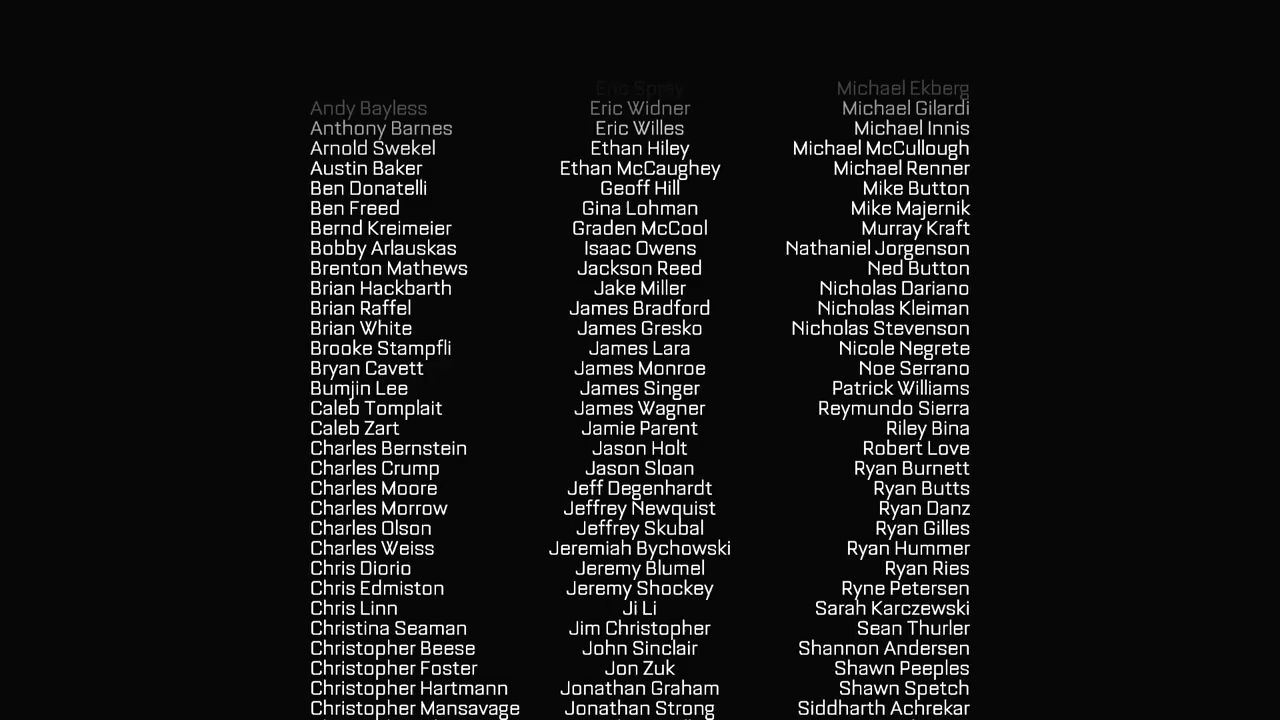 Andy Bayless
Anthony Barnes
Arnold Swekel
Austin Baker
Ben Donatelli
Ben Freed
Bernd Kreimeier
Bobby Arlauskas
Brenton Mathews
Brian Hackbarth
Brian Raffel
Brian White
Brooke Stampfli
Bryan Cavett
Bumjin Lee
Caleb Tomplait
Caleb Zart
Charles Bernstein
Charles Crump
Charles Moore
Charles Morrow
Charles Olson
Charles Weiss
Chris Diorio
Chris Edmiston
Chris Linn
Christina Seaman
Christopher Beese
Christopher Foster
Christopher Hartmann
Christopher Mansavage
Eric Spray
Eric Widner
Eric Willes
Ethan Hiley
Ethan McCaughey
Geoff Hill
Gina Lohman
Graden McCool
Isaac Owens
Jackson Reed
Jake Miller
James Bradford
James Gresko
James Lara
James Monroe
James Singer
James Wagner
Jamie Parent
Jason Holt
Jason Sloan
Jeff Degenhardt
Jeffrey Newquist
Jeffrey Skubal
Jeremiah Bychowski
Jeremy Blumel
Jeremy Shockey
Ji Li
Jim Christopher
John Sinclair
Jon Zuk
Jonathan Graham
Jonathan Strong
Michael Ekberg
Michael Gilardi
Michael Innis
Michael McCullough
Michael Renner
Mike Button
Mike Majernik
Murray Kraft
Nathaniel Jorgenson
Ned Button
Nicholas Dariano
Nicholas Kleiman
Nicholas Stevenson
Nicole Negrete
Noe Serrano
Patrick Williams
Reymundo Sierra
Riley Bina
Robert Love
Ryan Burnett
Ryan Butts
Ryan Danz
Ryan Gilles
Ryan Hummer
Ryan Ries
Ryne Petersen
Sarah Karczewski
Sean Thurler
Shannon Andersen
Shawn Peeples
Shawn Spetch
Siddharth Achrekar